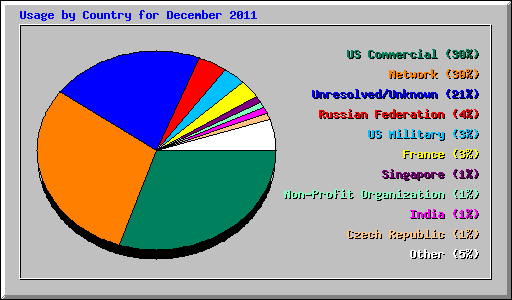 Usage by Country for December 2011
US Commercial (30%)
Network (30%)
Unresolved/Unknown (21%)
Russian Federation (4%)
US Military (3%)
France (3%)
Singapore (1%)
Non-Profit Organization (1%)
India (1%)
Czech Republic (1%)
Other (5%)